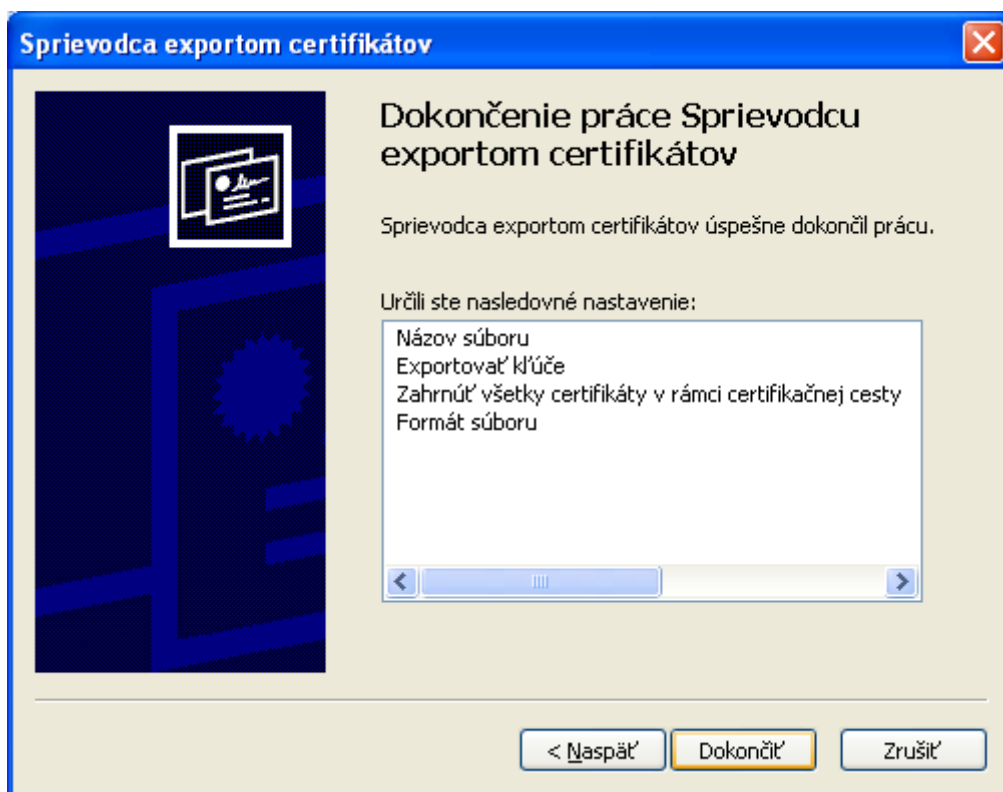 Sprievodca exportom certifikátov
Dokončenie práce Sprievodcu
exportom certifikátov
Sprievodca exportom certifikátov úspešne dokončil prácu.
Určili ste nasledovné nastavenie:
Názov súboru
Exportovať kľúče
Zahrnúť všetky certifikáty v rámci certifikačnej cesty
Formát súboru
< Naspäť Dokončiť Zrušiť